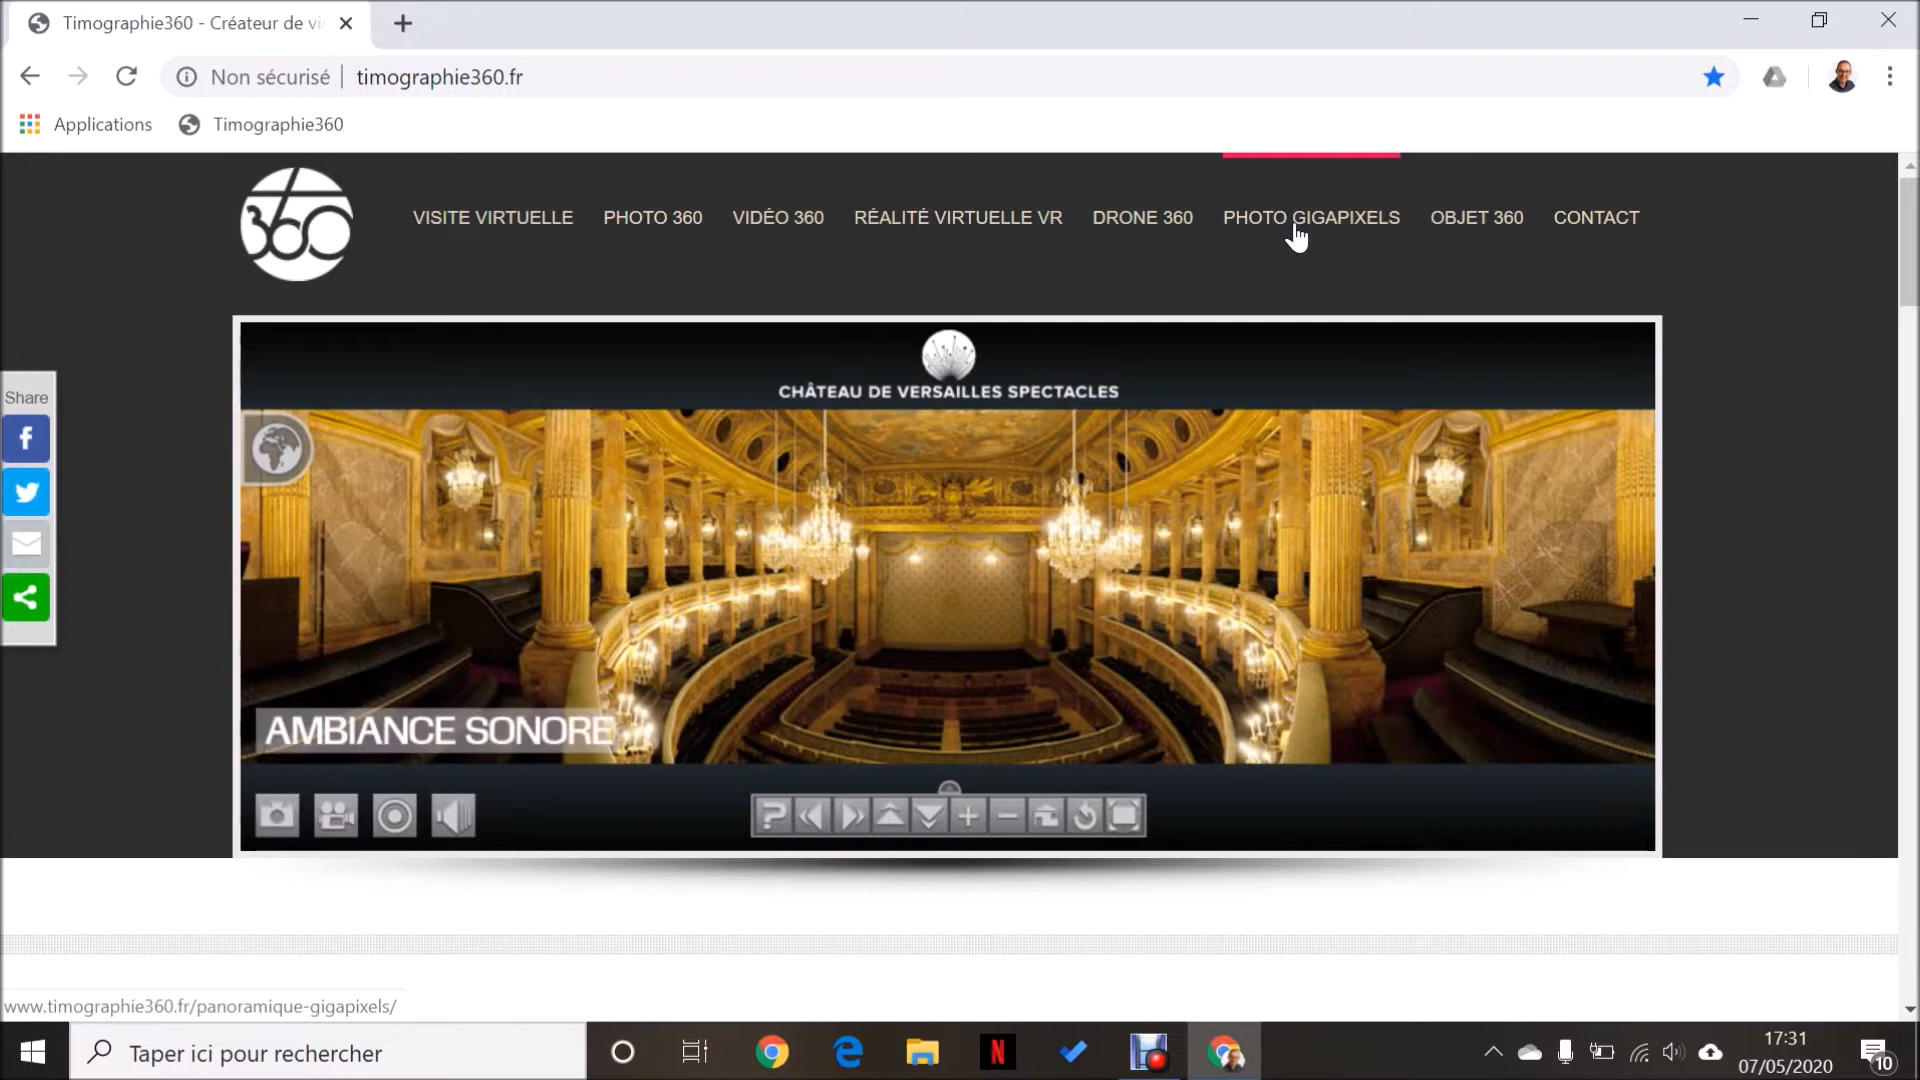 Timographie360 - Créateur de vi
Non sécurisé
timographie360.fr
Applications
Timographie360
360
VISITE VIRTUELLE
PHOTO 360
VIDÉO 360
RÉALITÉ VIRTUELLE VR
DRONE 360
PHOTO GIGAPIXELS
OBJET 360
CONTACT
CHÂTEAU DE VERSAILLES SPECTACLES
Share
AMBIANCE SONORE
www.timographie360.fr/panoramique-gigapixels/
Taper ici pour rechercher
17:31
07/05/2020
10